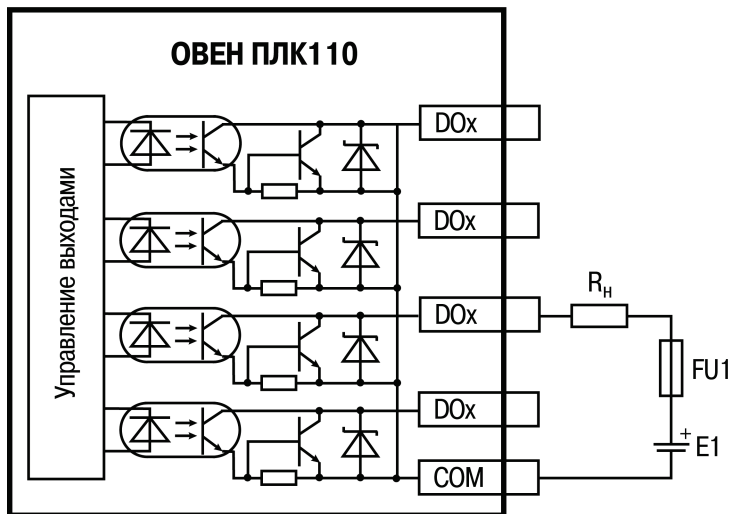 ОВЕН ПЛК110
Управление выходами
DOx
DOx
Rн
DOx
FU1
DOx
+
E1
COM